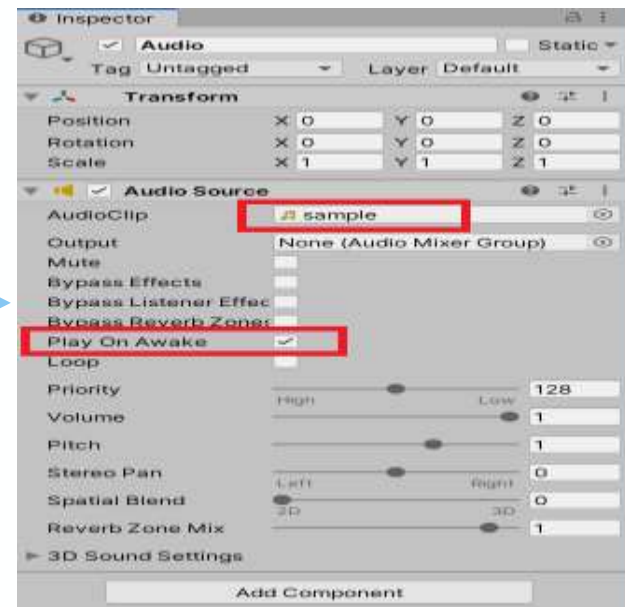 Inspector
Audio Static
Tag Untagged Layer Default
Transform
Position X 0 Y 0 Z 0
Rotation X 0 Y 0 Z 0
Scale X 1 Y 1 Z 1
Audio Source
AudioClip sample
Output None (Audio Mixer Group)
Mute
Bypass Effects
Bypass Listener Effec
Bypass Reverb Zones
Play On Awake
Loop
Priority 128
High Low
Volume 1
Pitch 1
Stereo Pan 0
Left Right
Spatial Blend 0
2D 3D
Reverb Zone Mix 1
3D Sound Settings
Add Component